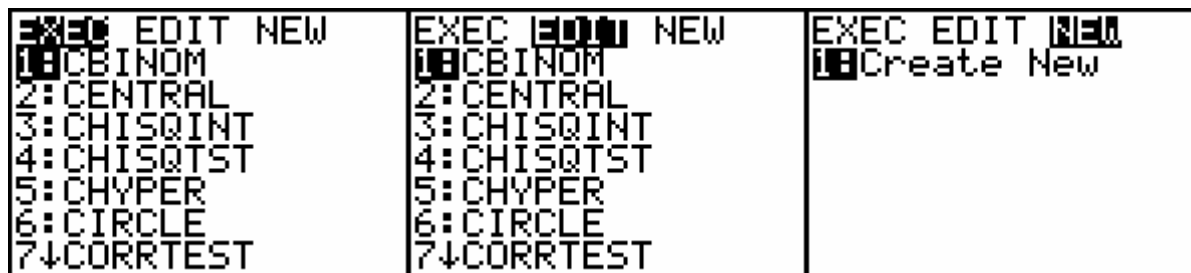 EXEC EDIT NEW
1:CBINOM
2:CENTRAL
3:CHISQINT
4:CHISQTST
5:CHYPER
6:CIRCLE
7↓CORRTEST
EXEC EDIT NEW
1:CBINOM
2:CENTRAL
3:CHISQINT
4:CHISQTST
5:CHYPER
6:CIRCLE
7↓CORRTEST
EXEC EDIT NEW
1:Create New